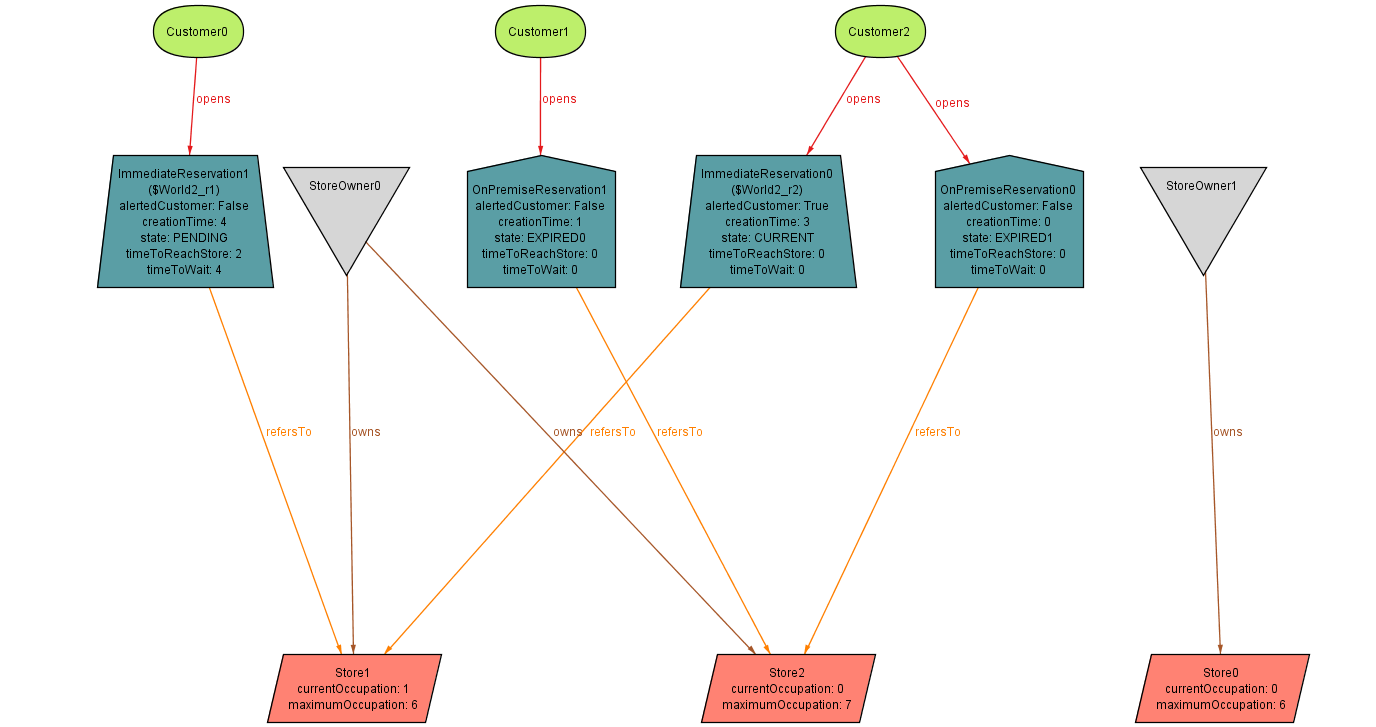 Customer0
Customer1
Customer2
opens
opens
opens
opens
ImmediateReservation1
($World2_r1)
alertedCustomer: False
creationTime: 4
state: PENDING
timeToReachStore: 2
timeToWait: 4
StoreOwner0
OnPremiseReservation1
alertedCustomer: False
creationTime: 1
state: EXPIRED0
timeToReachStore: 0
timeToWait: 0
ImmediateReservation0
($World2_r2)
alertedCustomer: True
creationTime: 3
state: CURRENT
timeToReachStore: 0
timeToWait: 0
OnPremiseReservation0
alertedCustomer: False
creationTime: 0
state: EXPIRED1
timeToReachStore: 0
timeToWait: 0
StoreOwner1
refersTo
owns
owns
refersTo
refersTo
refersTo
owns
Store1
currentOccupation: 1
maximumOccupation: 6
Store2
currentOccupation: 0
maximumOccupation: 7
Store0
currentOccupation: 0
maximumOccupation: 6